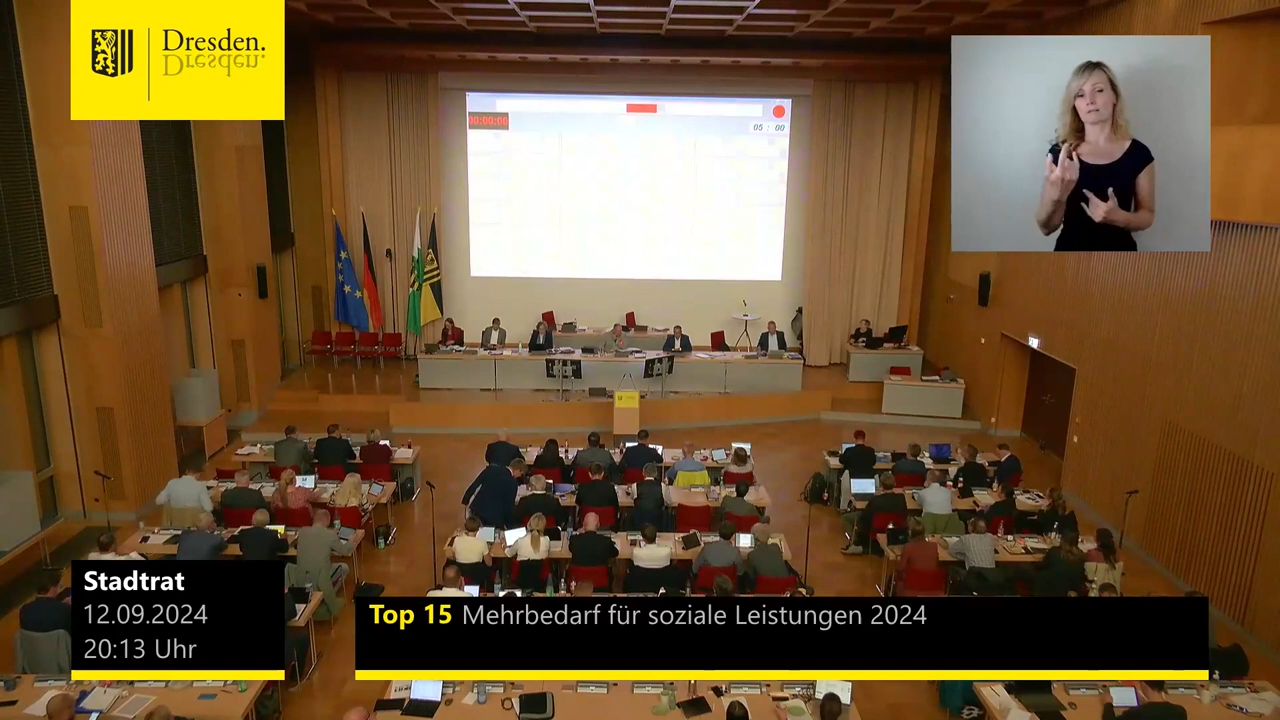 Dresden.
Dresden.
00:00:00
05 : 00
Stadtrat
12.09.2024
20:13 Uhr
Top 15 Mehrbedarf für soziale Leistungen 2024